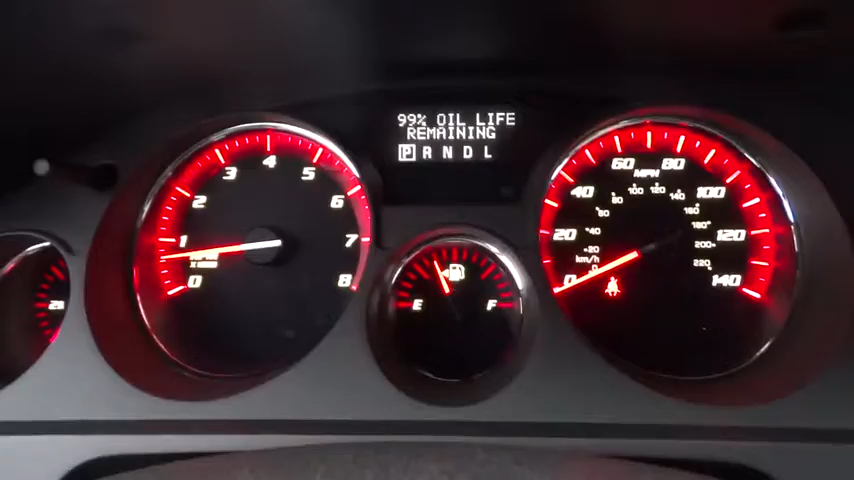 99% OIL LIFE
REMAINING
P R N D L
0 1 2 3 4 5 6 7 8
E F
0 20 40 60 80 100 120 140
MPH
km/h
20 40 60 80 100 120 140 160 180 200 220